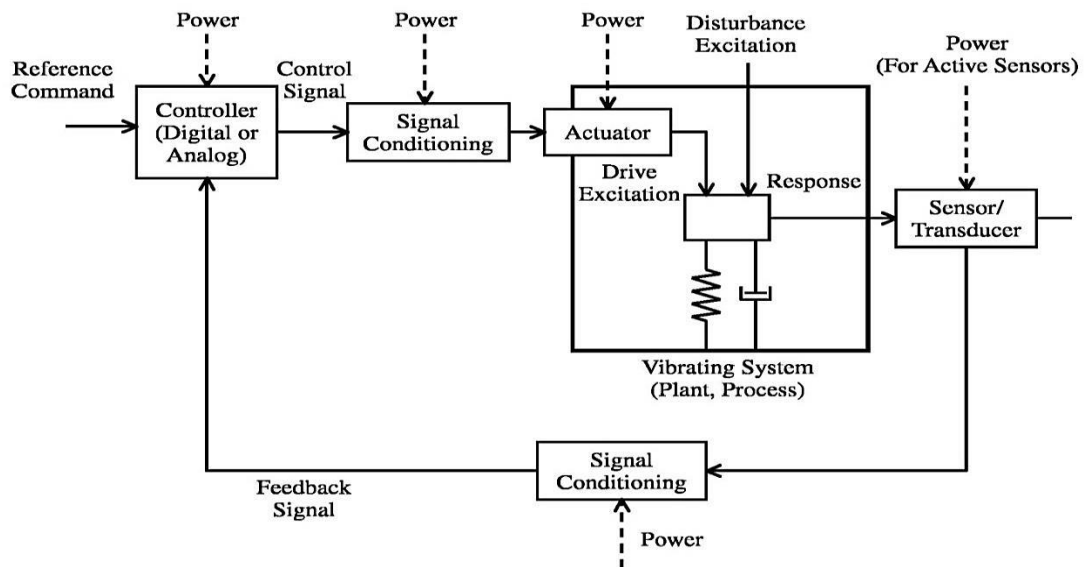 Power
Power
Power
Disturbance
Excitation
Power
(For Active Sensors)
Reference
Command
Control
Signal
Controller
(Digital or
Analog)
Signal
Conditioning
Actuator
Drive
Excitation
Response
Sensor/
Transducer
Vibrating System
(Plant, Process)
Signal
Conditioning
Feedback
Signal
Power